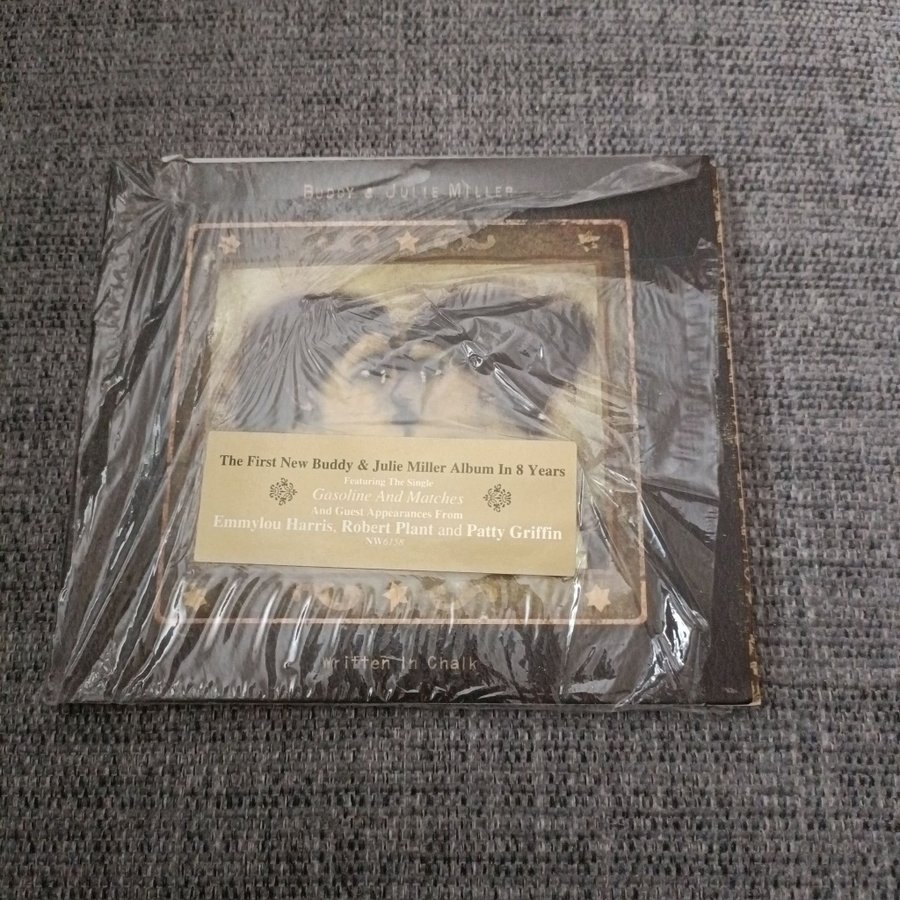 Buddy & Julie Miller
The First New Buddy & Julie Miller Album In 8 Years
Featuring The Single
Gasoline And Matches
And Guest Appearances From
Emmylou Harris, Robert Plant and Patty Griffin
NW6158
Written In Chalk